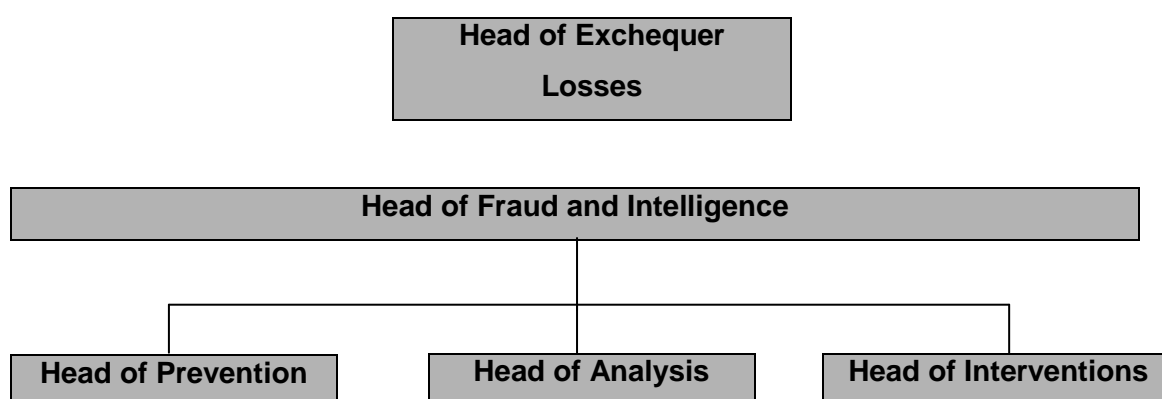 Head of Exchequer
Losses
Head of Fraud and Intelligence
Head of Prevention
Head of Analysis
Head of Interventions